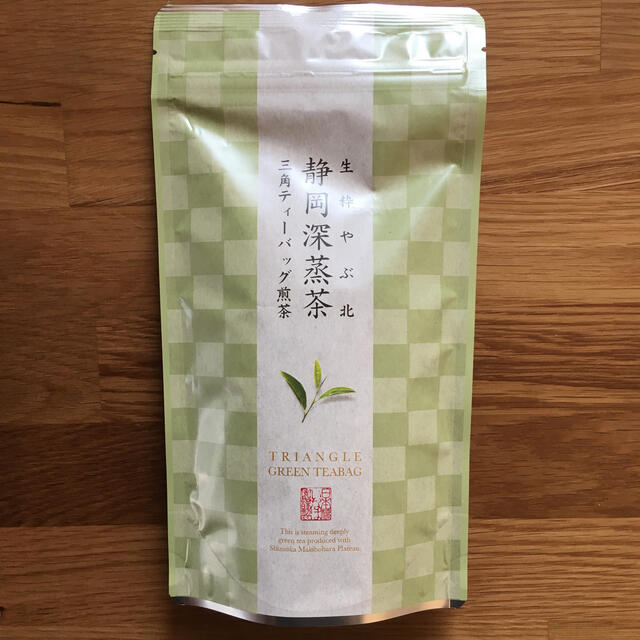 生粋やぶ北
静岡深蒸茶
三角ティーバッグ煎茶
TRIANGLE
GREEN TEABAG
This is steaming deeply
green tea produced with
Shizuoka Makinohara Plateau.